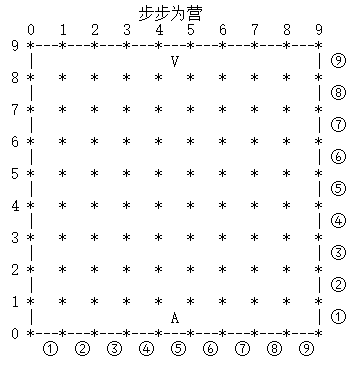 步步为营
0 1 2 3 4 5 6 7 8 9
9 *---*---*---*---*---*---*---*---*---*
| V | ⑨
8 * * * * * * * * * *
| | ⑧
7 * * * * * * * * * *
| | ⑦
6 * * * * * * * * * *
| | ⑥
5 * * * * * * * * * *
| | ⑤
4 * * * * * * * * * *
| | ④
3 * * * * * * * * * *
| | ③
2 * * * * * * * * * *
| | ②
1 * * * * * * * * * *
| A | ①
0 *---*---*---*---*---*---*---*---*---*
① ② ③ ④ ⑤ ⑥ ⑦ ⑧ ⑨